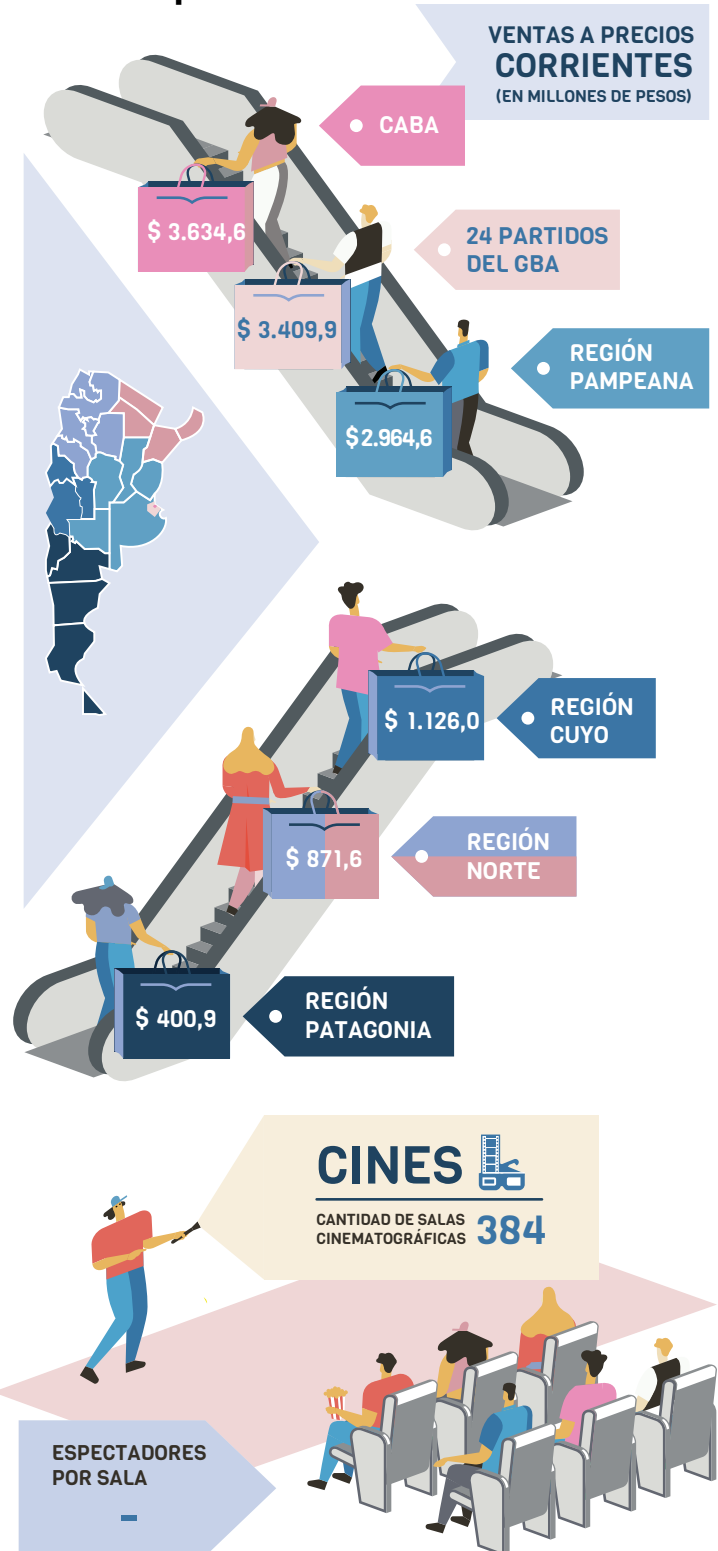 VENTAS A PRECIOS
CORRIENTES
(EN MILLONES DE PESOS)
CABA
$ 3.634,6
24 PARTIDOS
DEL GBA
$ 3.409,9
REGIÓN
PAMPEANA
$2.964,6
$ 1.126,0
REGIÓN
CUYO
$ 871,6
REGIÓN
NORTE
$ 400,9
REGIÓN
PATAGONIA
CINES
CANTIDAD DE SALAS
CINEMATOGRÁFICAS 384
ESPECTADORES
POR SALA
-